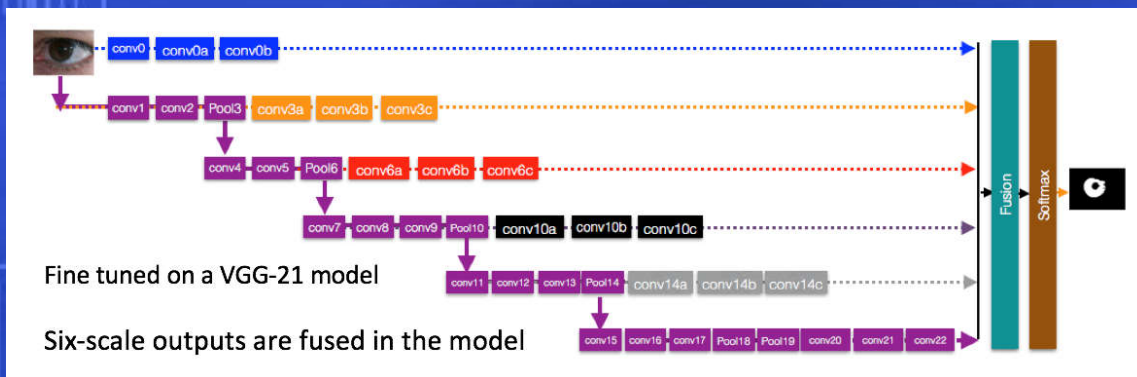 conv0 conv0a conv0b
conv1 conv2 Pool3 conv3a conv3b conv3c
conv4 conv5 Pool6 conv6a conv6b conv6c
conv7 conv8 conv9 Pool10 conv10a conv10b conv10c
Fine tuned on a VGG-21 model
conv11 conv12 conv13 Pool14 conv14a conv14b conv14c
Six-scale outputs are fused in the model
conv15 conv16 conv17 Pool18 Pool19 conv20 conv21 conv22
Fusion
Softmax